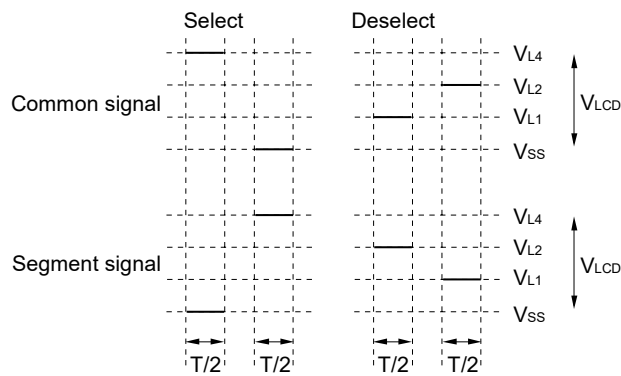 Select Deselect
VL4
VL2
Common signal VLCD
VL1
VSS
VL4
VL2
Segment signal VLCD
VL1
VSS
T/2 T/2 T/2 T/2